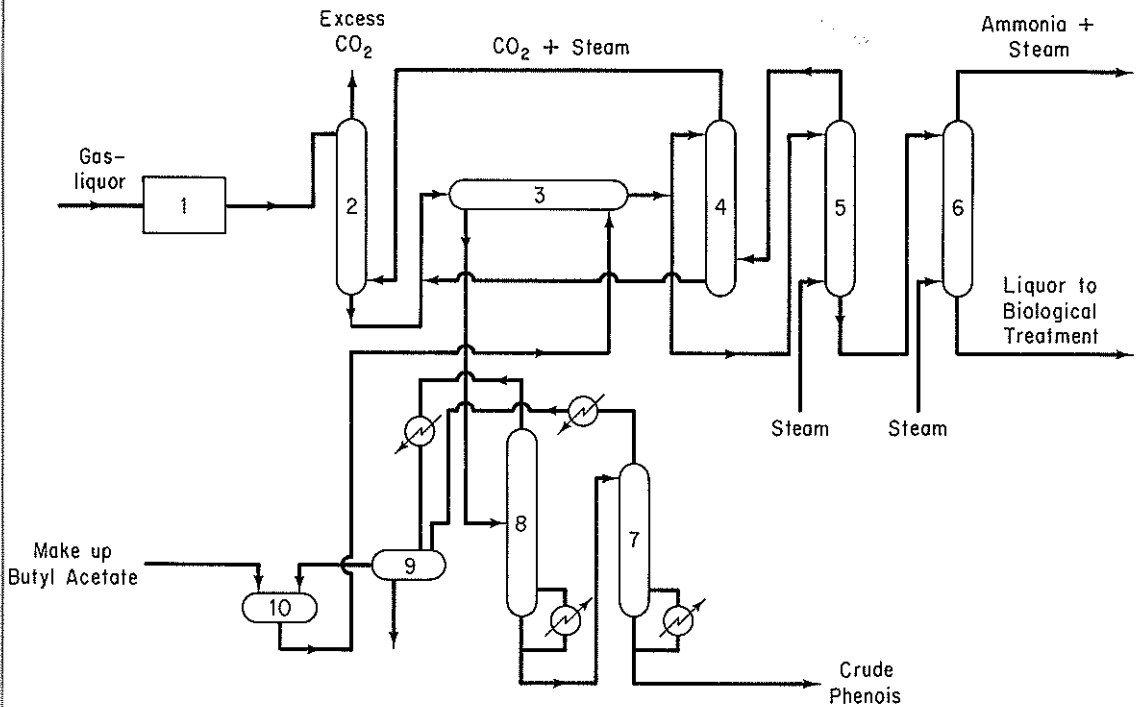 Excess
CO2
CO2 + Steam
Ammonia +
Steam
Gas-
liquor
1
2
3
4
5
6
Liquor to
Biological
Treatment
Steam
Steam
8
7
Make up
Butyl Acetate
9
10
Crude
Phenois